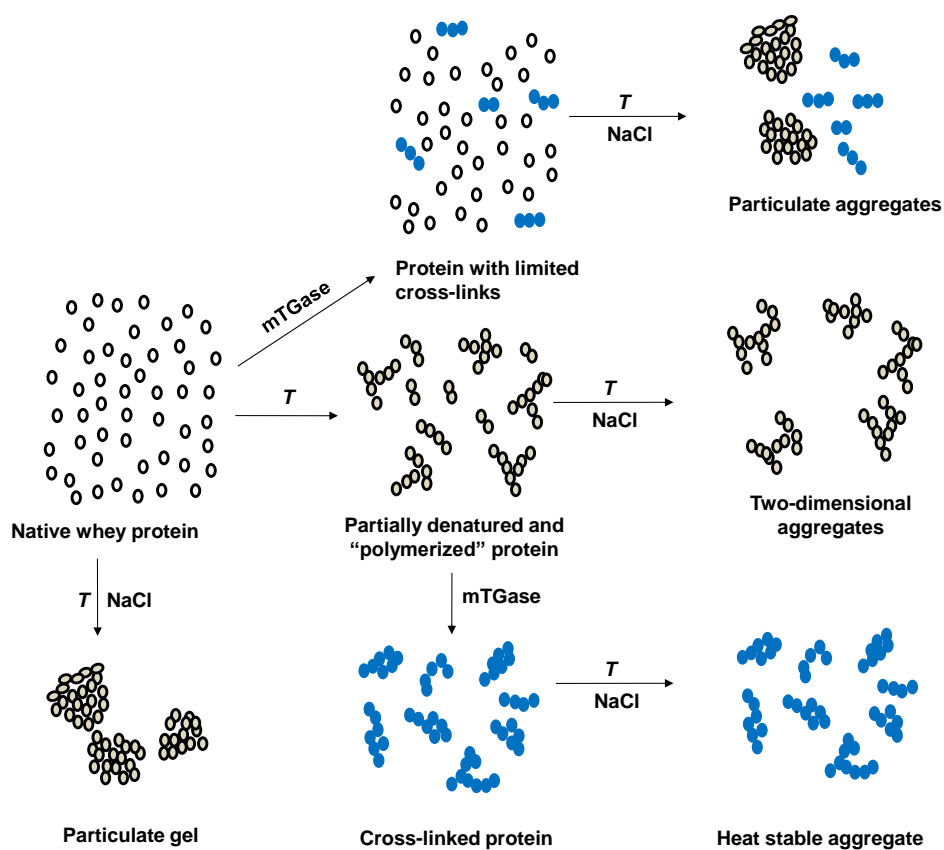 T
NaCl
Particulate aggregates
Protein with limited
cross-links
mTGase
T
T
NaCl
Native whey protein
Partially denatured and
“polymerized” protein
Two-dimensional
aggregates
T NaCl
mTGase
T
NaCl
Particulate gel
Cross-linked protein
Heat stable aggregate